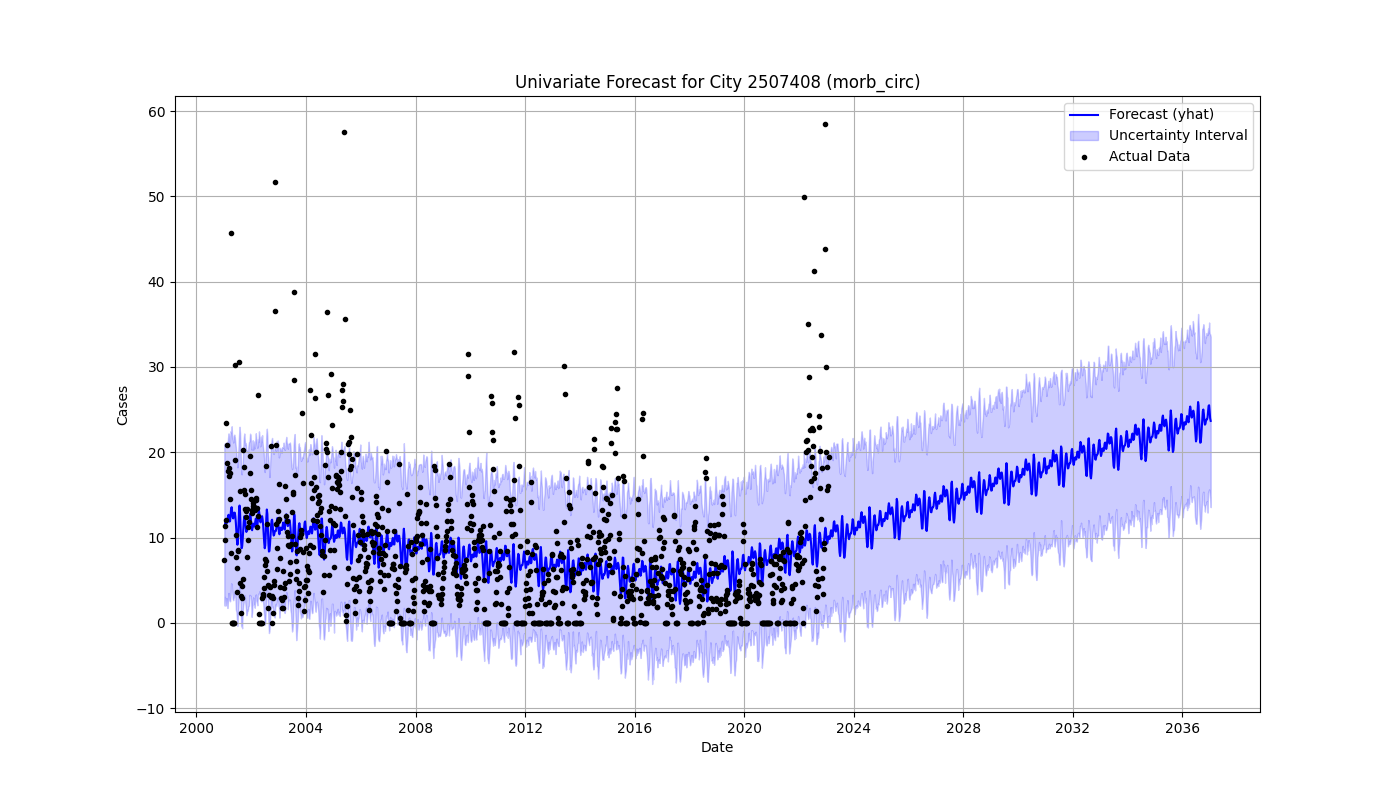 Univariate Forecast for City 2507408 (morb_circ)
Forecast (yhat)
Uncertainty Interval
Actual Data
60
50
40
30
20
10
0
−10
Cases
2000 2004 2008 2012 2016 2020 2024 2028 2032 2036
Date